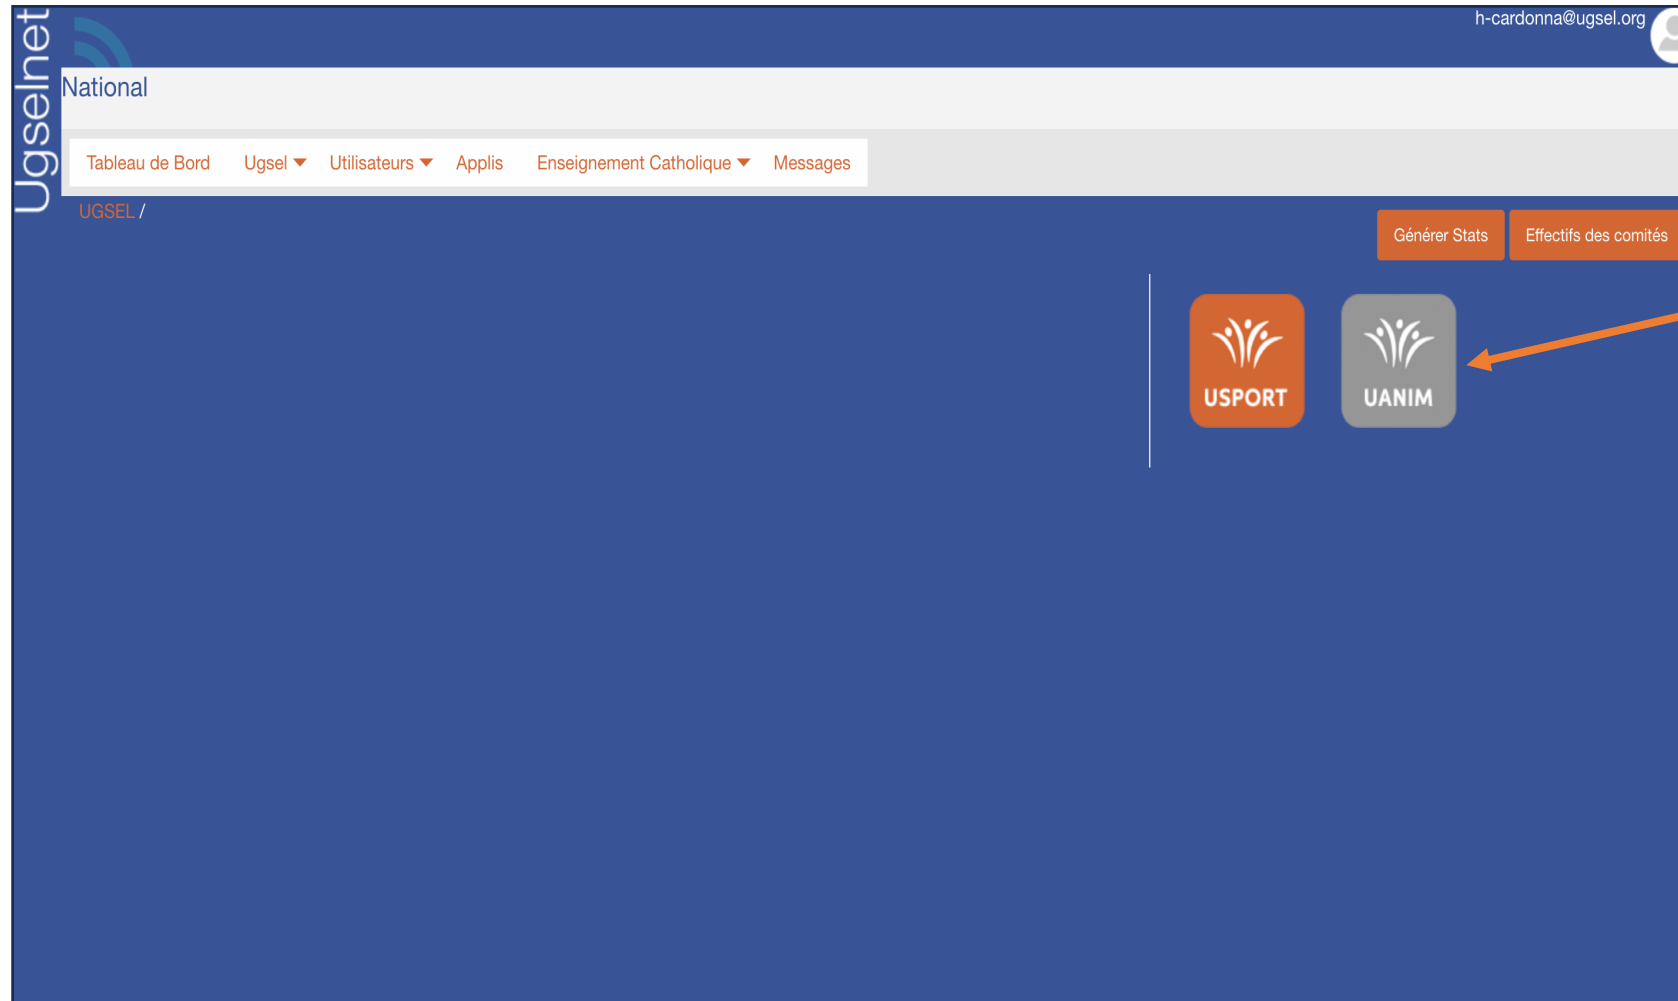 Ugselnet
h-cardonna@ugsel.org
National
Tableau de Bord Ugsel Utilisateurs Applis Enseignement Catholique Messages
UGSEL /
Générer Stats Effectifs des comités
USPORT UANIM